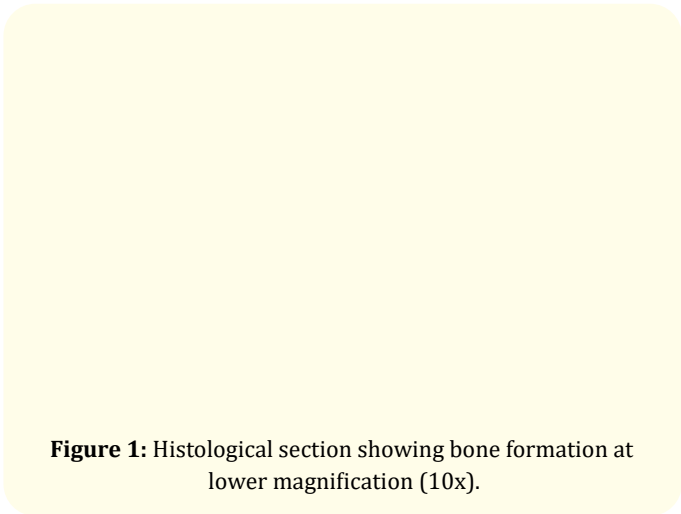 Figure 1: Histological section showing bone formation at
lower magnification (10x).